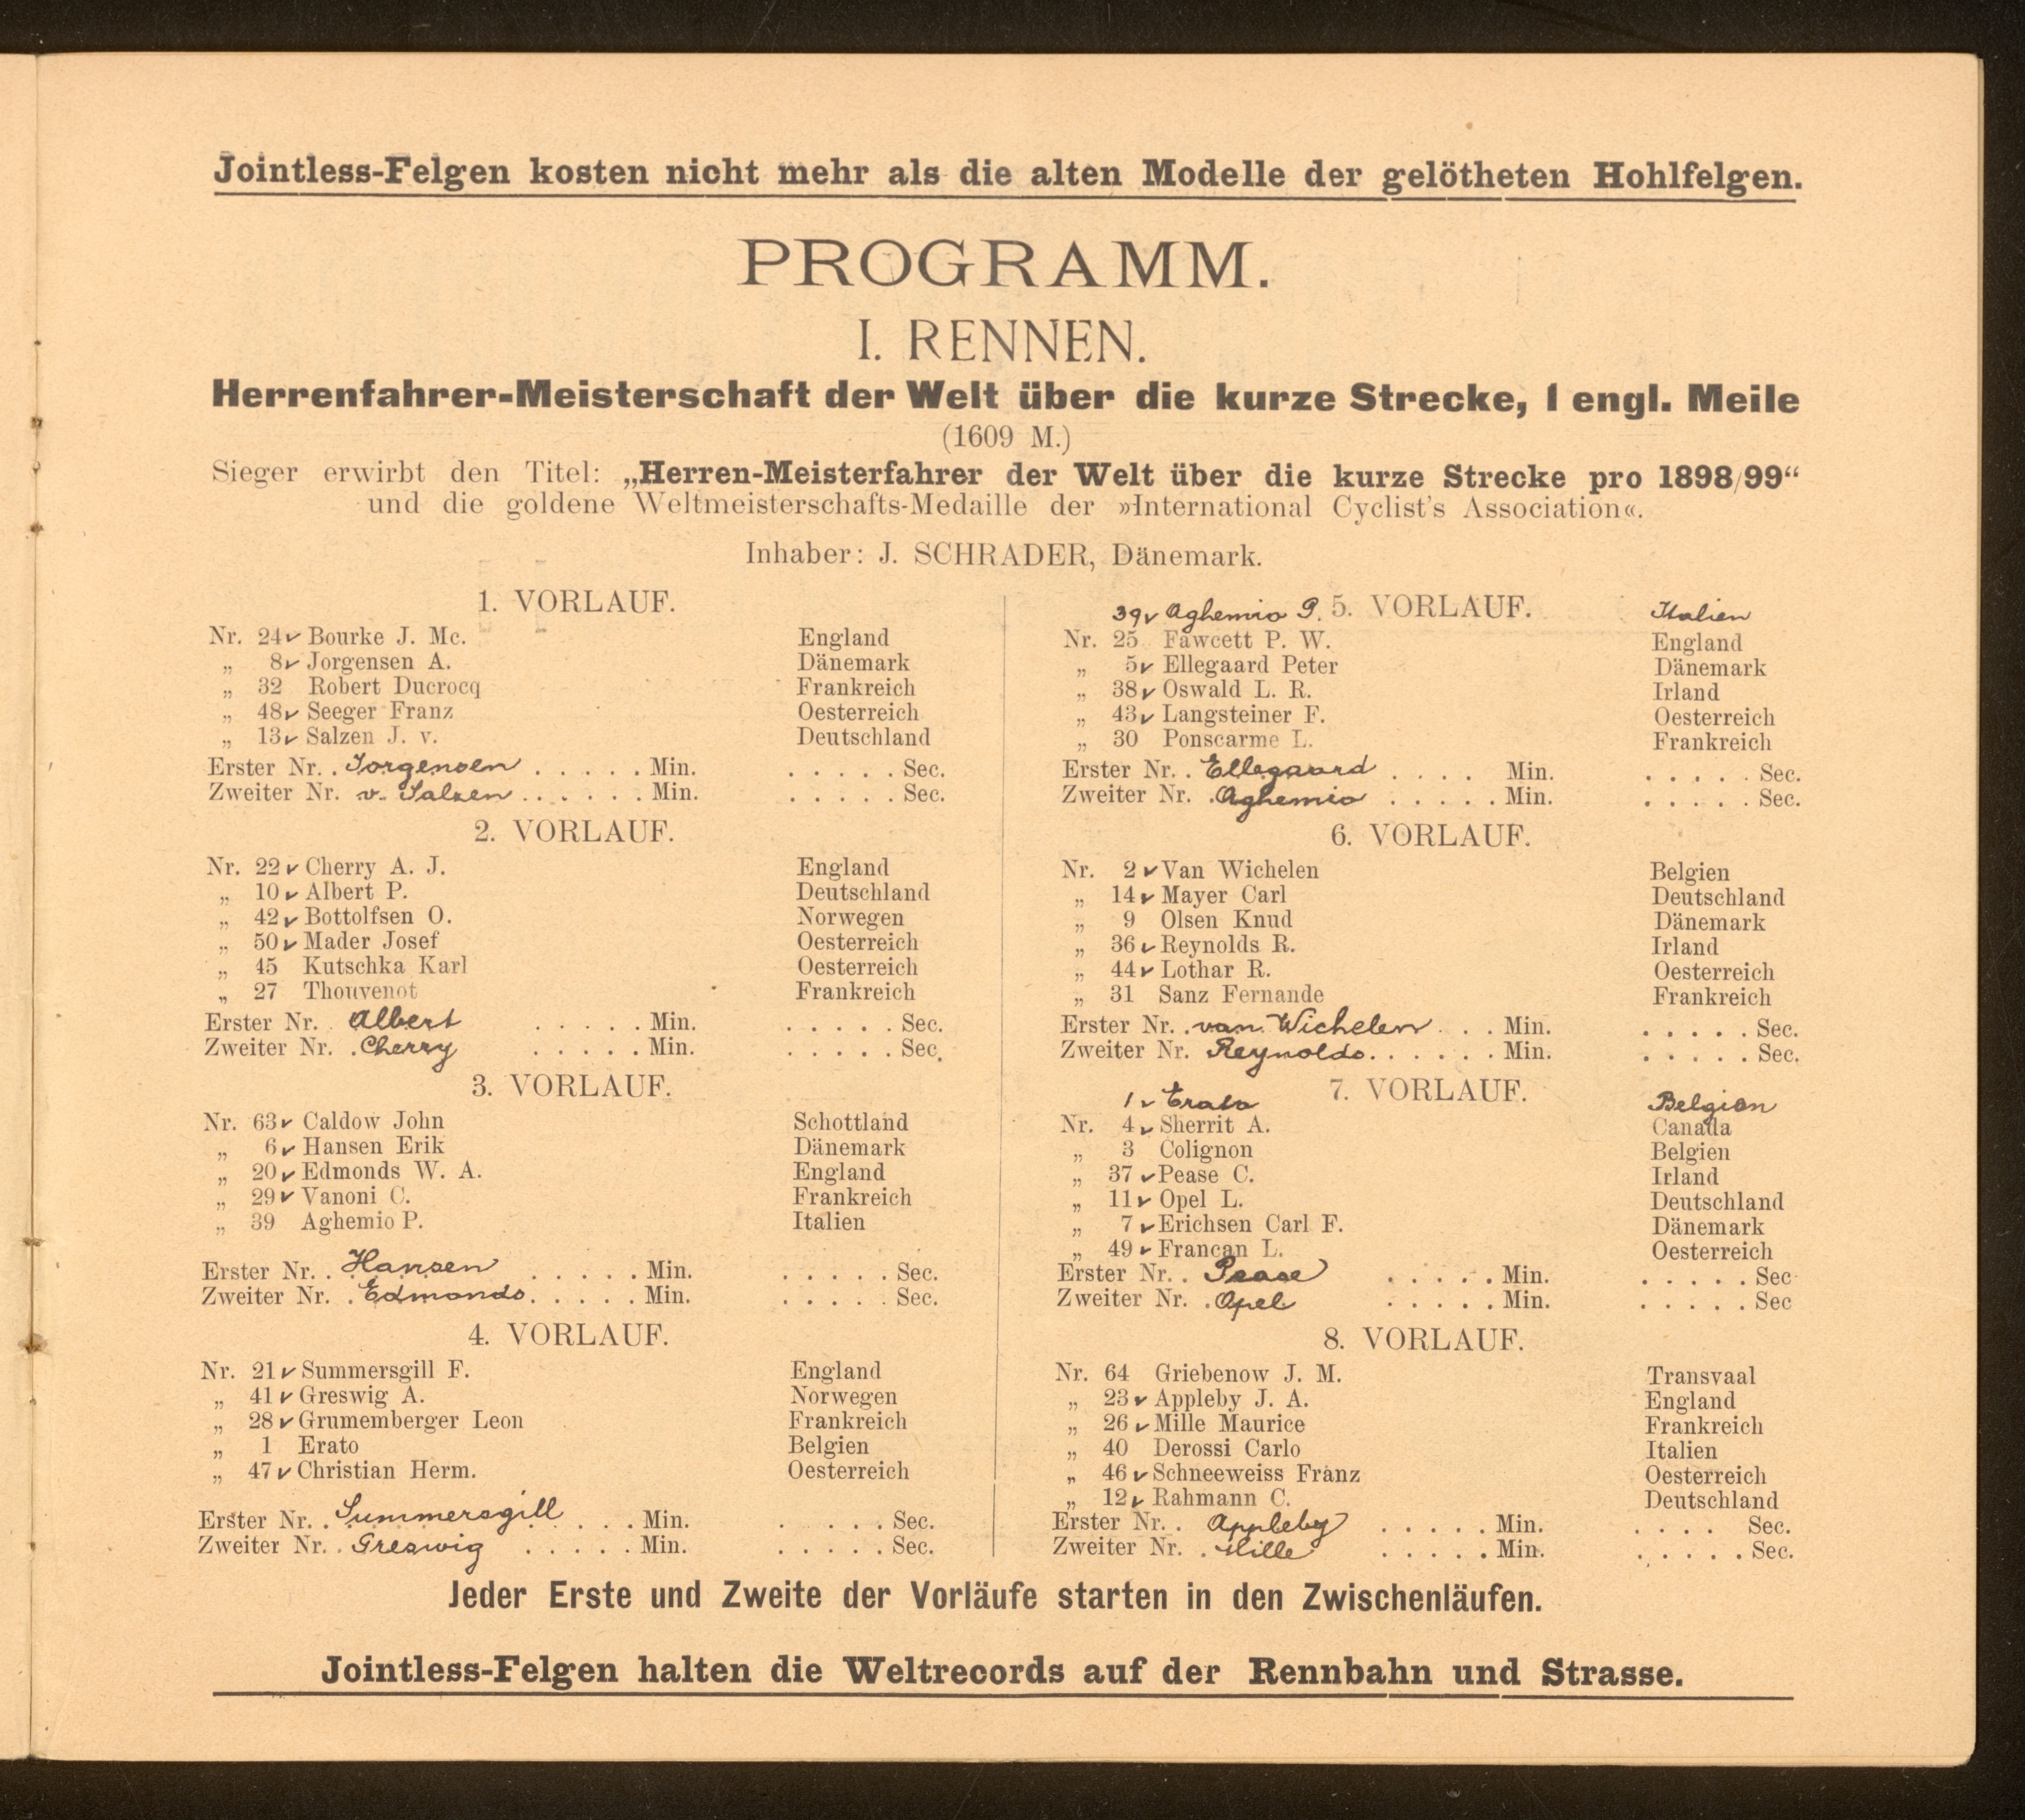 Jointless-Felgen kosten nicht mehr als die alten Modelle der gelötheten Hohlfelgen.
PROGRAMM.
I. RENNEN.
Herrenfahrer-Meisterschaft der Welt über die kurze Strecke, 1 engl. Meile
(1609 M.)
Sieger erwirbt den Titel: „Herren-Meisterfahrer der Welt über die kurze Strecke pro 1898/99“
und die goldene Weltmeisterschafts-Medaille der »International Cyclist's Association«.
Inhaber: J. SCHRADER, Dänemark.
1. VORLAUF.
Nr. 24✓ Bourke J. Mc. England
„ 8✓ Jorgensen A. Dänemark
„ 32 Robert Ducrocq Frankreich
„ 48✓ Seeger Franz Oesterreich
„ 13✓ Salzen J. v. Deutschland
Erster Nr. . Jorgensen . . . . . Min. . . . . . Sec.
Zweiter Nr. v. Salzen . . . . . . Min. . . . . . Sec.
2. VORLAUF.
Nr. 22✓ Cherry A. J. England
„ 10✓ Albert P. Deutschland
„ 42✓ Bottolfsen O. Norwegen
„ 50✓ Mader Josef Oesterreich
„ 45 Kutschka Karl Oesterreich
„ 27 Thouvenot Frankreich
Erster Nr. . Albert . . . . . Min. . . . . . Sec.
Zweiter Nr. . Cherry . . . . . Min. . . . . . Sec.
3. VORLAUF.
Nr. 63✓ Caldow John Schottland
„ 6✓ Hansen Erik Dänemark
„ 20✓ Edmonds W. A. England
„ 29✓ Vanoni C. Frankreich
„ 39 Aghemio P. Italien
Erster Nr. . Hansen . . . . . Min. . . . . . Sec.
Zweiter Nr. . Edmonds . . . . . Min. . . . . . Sec.
4. VORLAUF.
Nr. 21✓ Summersgill F. England
„ 41✓ Greswig A. Norwegen
„ 28✓ Grumemberger Leon Frankreich
„ 1 Erato Belgien
„ 47✓ Christian Herm. Oesterreich
Erster Nr. . Summersgill . . . Min. . . . . . Sec.
Zweiter Nr. . Greswig . . . . . Min. . . . . . Sec.
5. VORLAUF.
39✓ Aghemio P. Italien
Nr. 25 Fawcett P. W. England
„ 5✓ Ellegaard Peter Dänemark
„ 38✓ Oswald L. R. Irland
„ 43✓ Langsteiner F. Oesterreich
„ 30 Ponscarme L. Frankreich
Erster Nr. . Ellegaard . . . . Min. . . . . . Sec.
Zweiter Nr. . Aghemio . . . . . Min. . . . . . Sec.
6. VORLAUF.
Nr. 2✓ Van Wichelen Belgien
„ 14✓ Mayer Carl Deutschland
„ 9 Olsen Knud Dänemark
„ 36✓ Reynolds R. Irland
„ 44✓ Lothar R. Oesterreich
„ 31 Sanz Fernande Frankreich
Erster Nr. . van Wichelen . . . Min. . . . . . Sec.
Zweiter Nr. Reynolds . . . . . . Min. . . . . . Sec.
7. VORLAUF.
1✓ Erato Belgien
Nr. 4✓ Sherrit A. Canada
„ 3 Colignon Belgien
„ 37✓ Pease C. Irland
„ 11✓ Opel L. Deutschland
„ 7✓ Erichsen Carl F. Dänemark
„ 49✓ Francan L. Oesterreich
Erster Nr. . Pease . . . . . Min. . . . . . Sec
Zweiter Nr. . Opel . . . . . Min. . . . . . Sec
8. VORLAUF.
Nr. 64 Griebenow J. M. Transvaal
„ 23✓ Appleby J. A. England
„ 26✓ Mille Maurice Frankreich
„ 40 Derossi Carlo Italien
„ 46✓ Schneeweiss Franz Oesterreich
„ 12✓ Rahmann C. Deutschland
Erster Nr. . Appleby . . . . . Min. . . . . Sec.
Zweiter Nr. . Mille . . . . . Min. . . . . . Sec.
Jeder Erste und Zweite der Vorläufe starten in den Zwischenläufen.
Jointless-Felgen halten die Weltrecords auf der Rennbahn und Strasse.